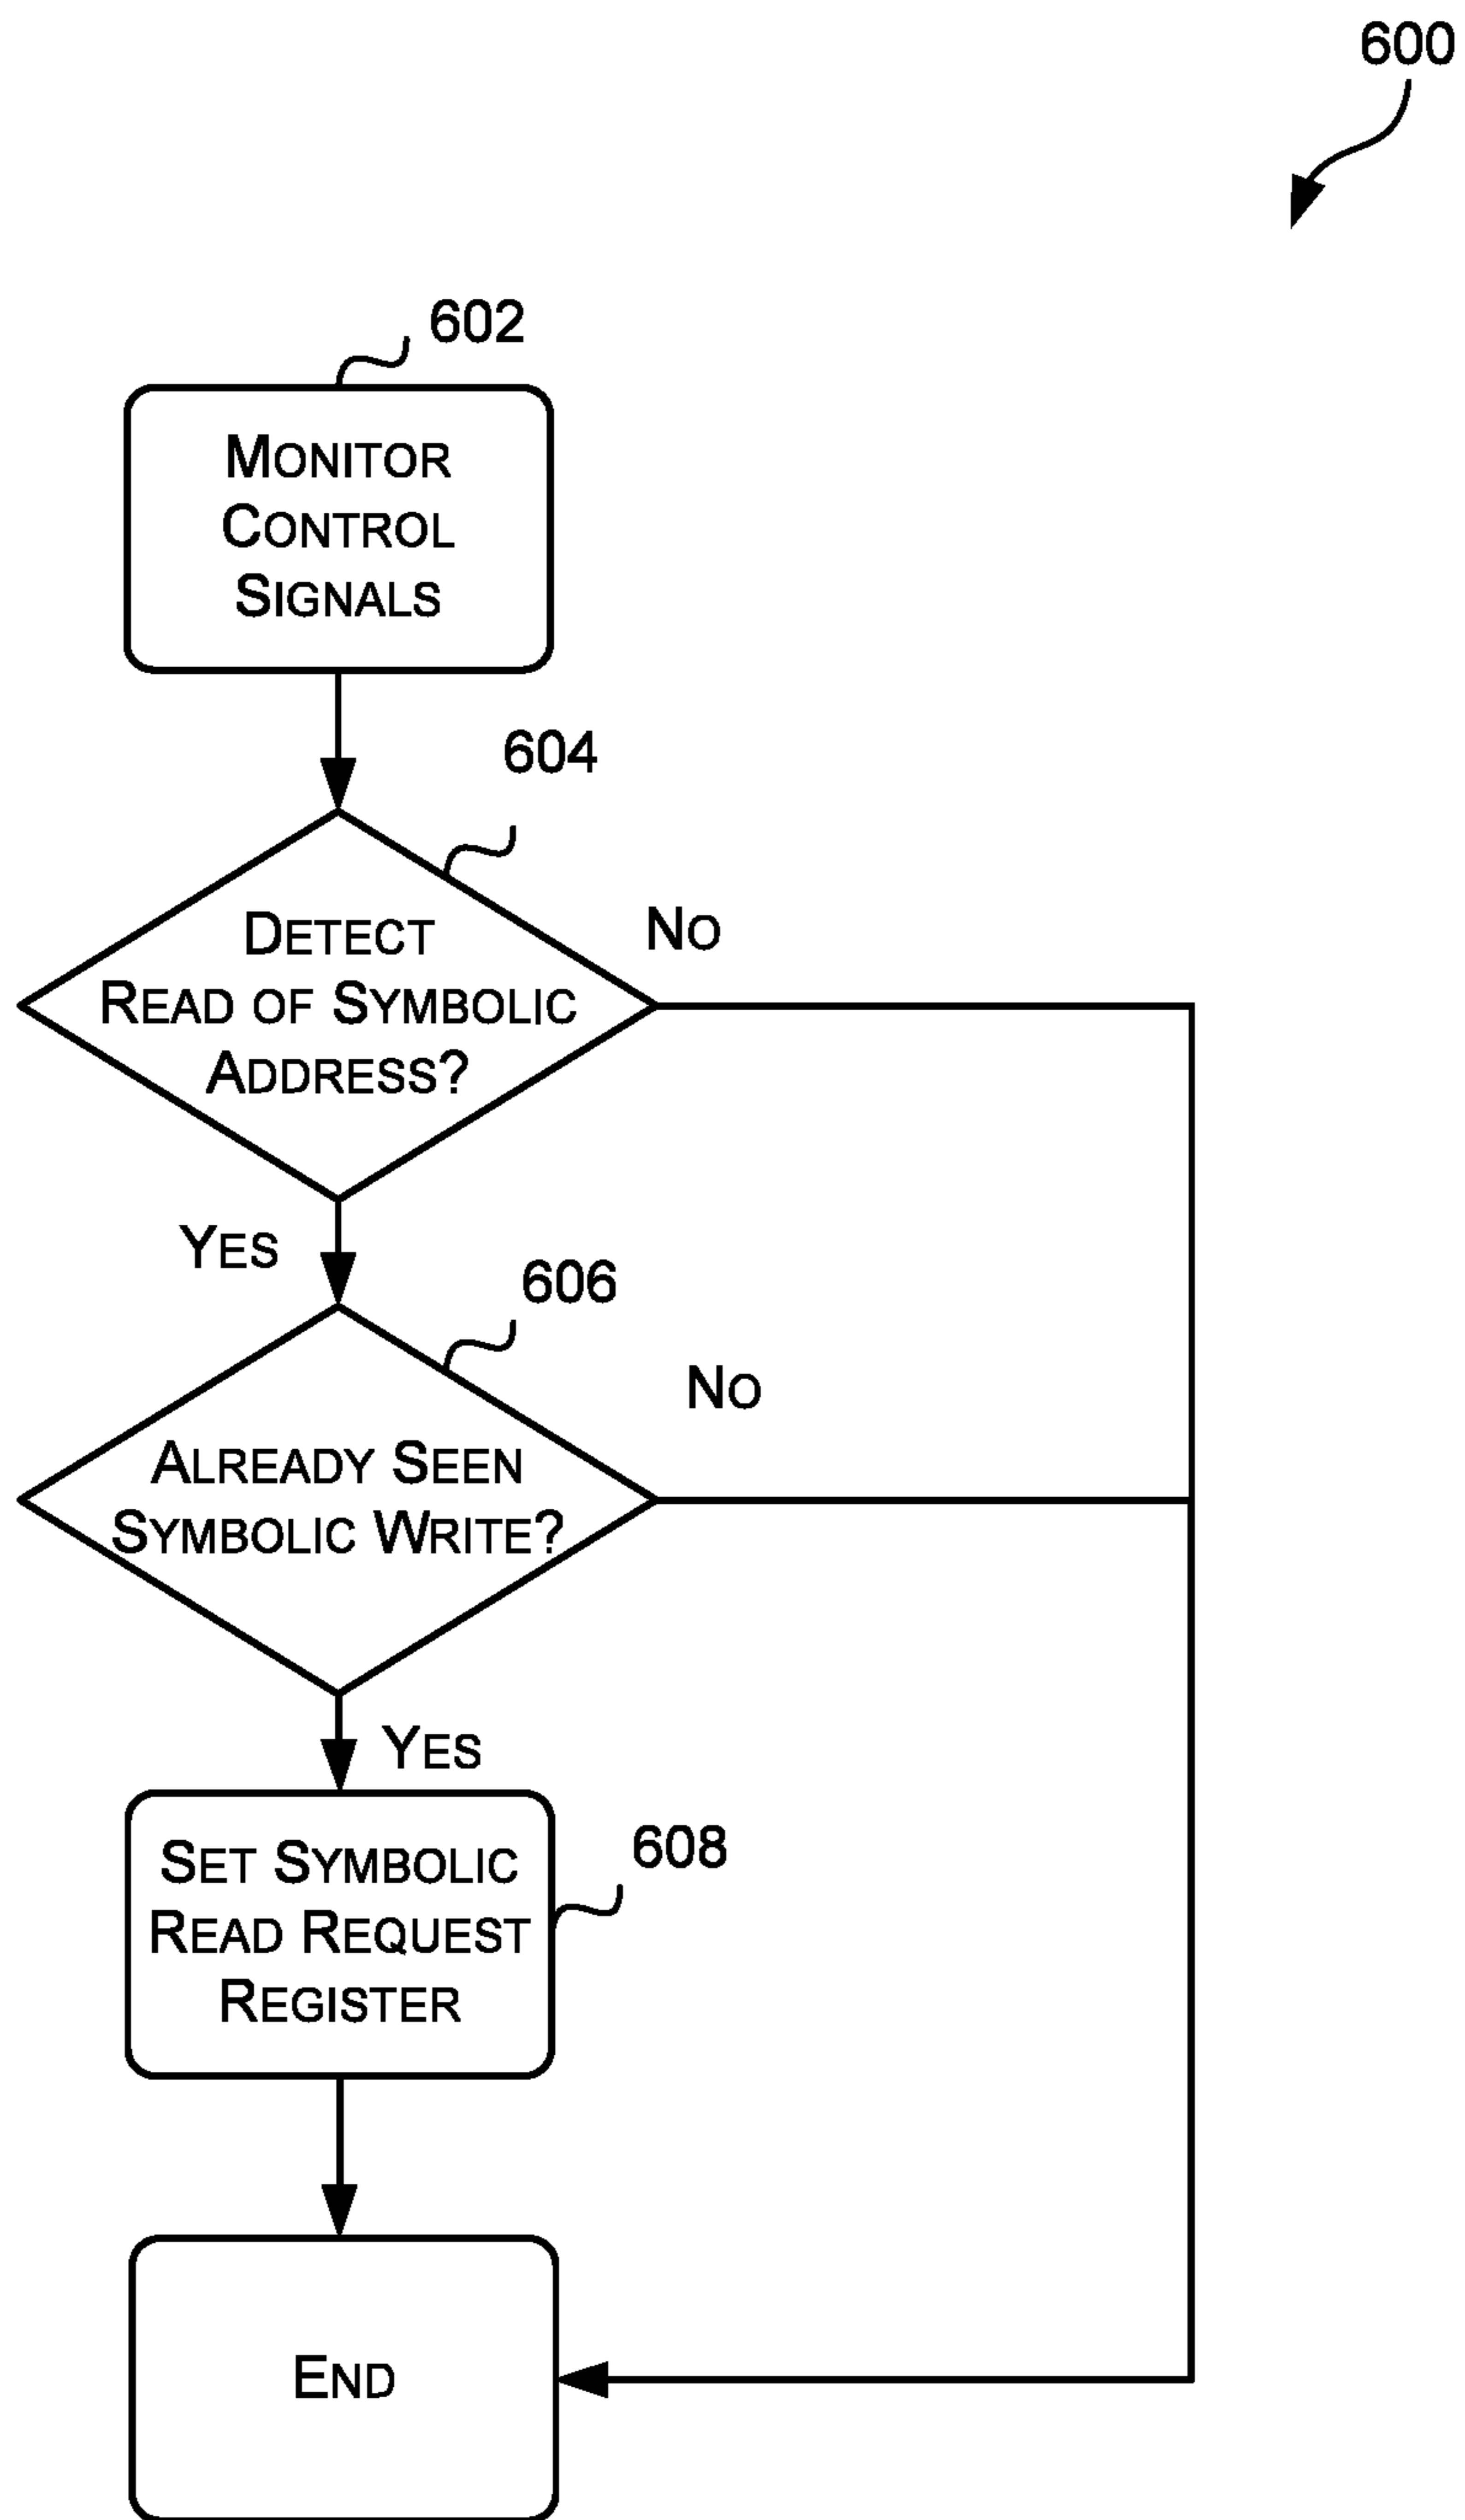 600
602
Monitor
Control
Signals
604
Detect
Read of Symbolic
Address?
No
Yes
606
No
Already Seen
Symbolic Write?
Yes
Set Symbolic
Read Request
Register
608
End